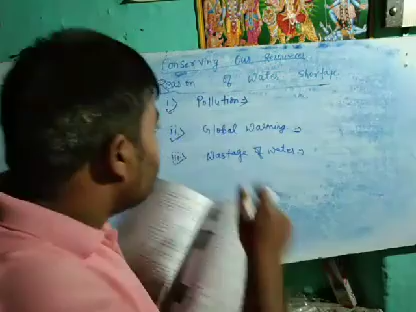 Conserving Our Resources
Reason of Water Shortage
i) Pollution →
ii) Global Warming →
iii) Wastage of water →